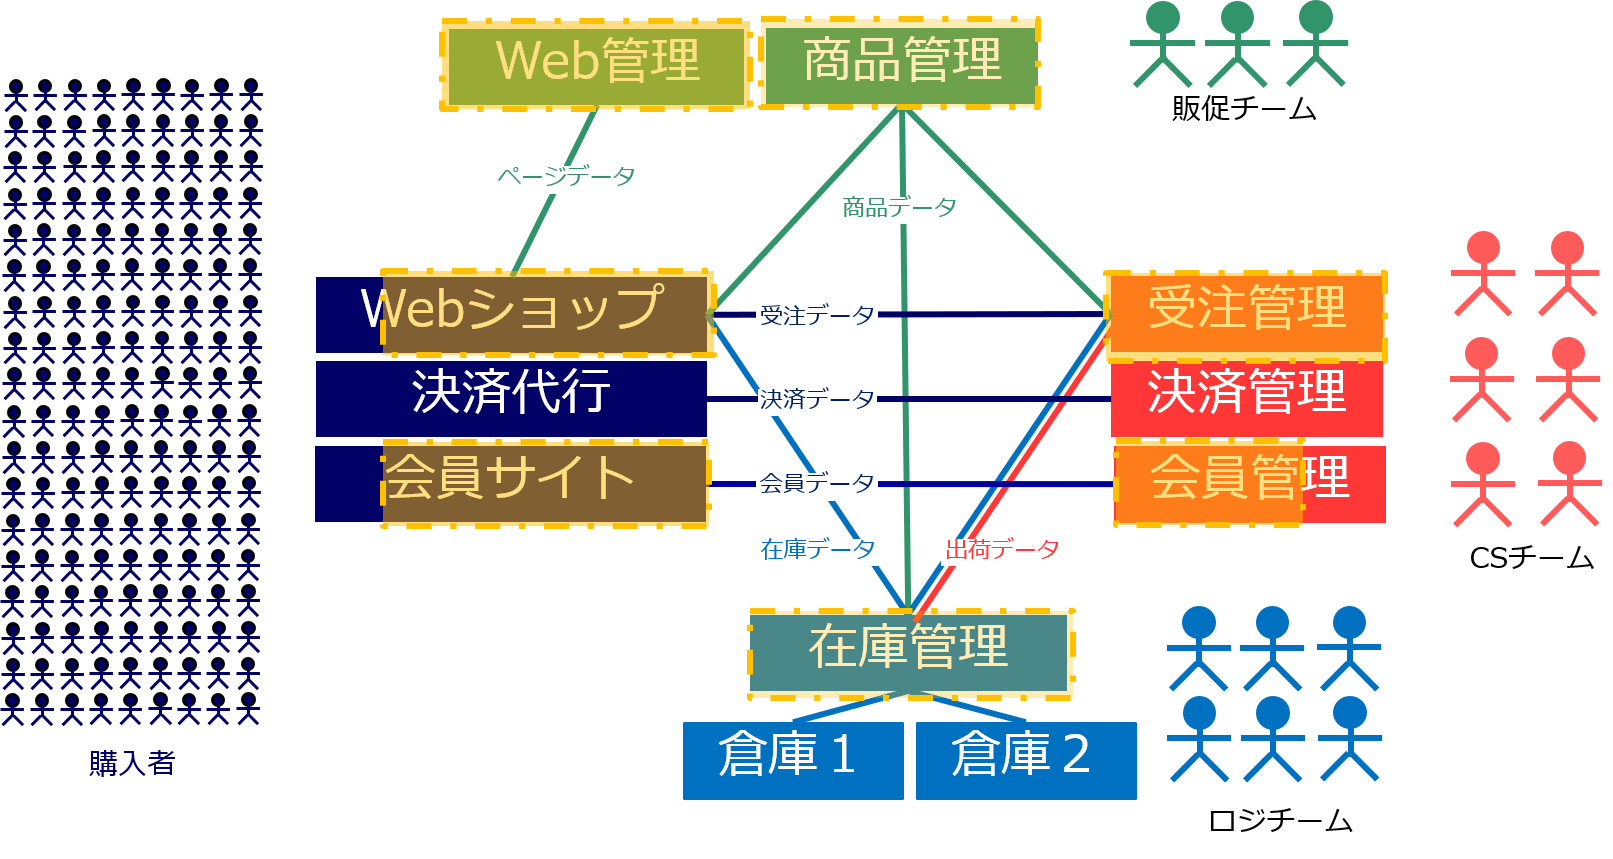 Web管理
商品管理
販促チーム
ページデータ
商品データ
Webショップ
受注データ
受注管理
決済代行
決済データ
決済管理
会員サイト
会員データ
会員管理
在庫データ
出荷データ
CSチーム
在庫管理
倉庫１
倉庫２
購入者
ロジチーム